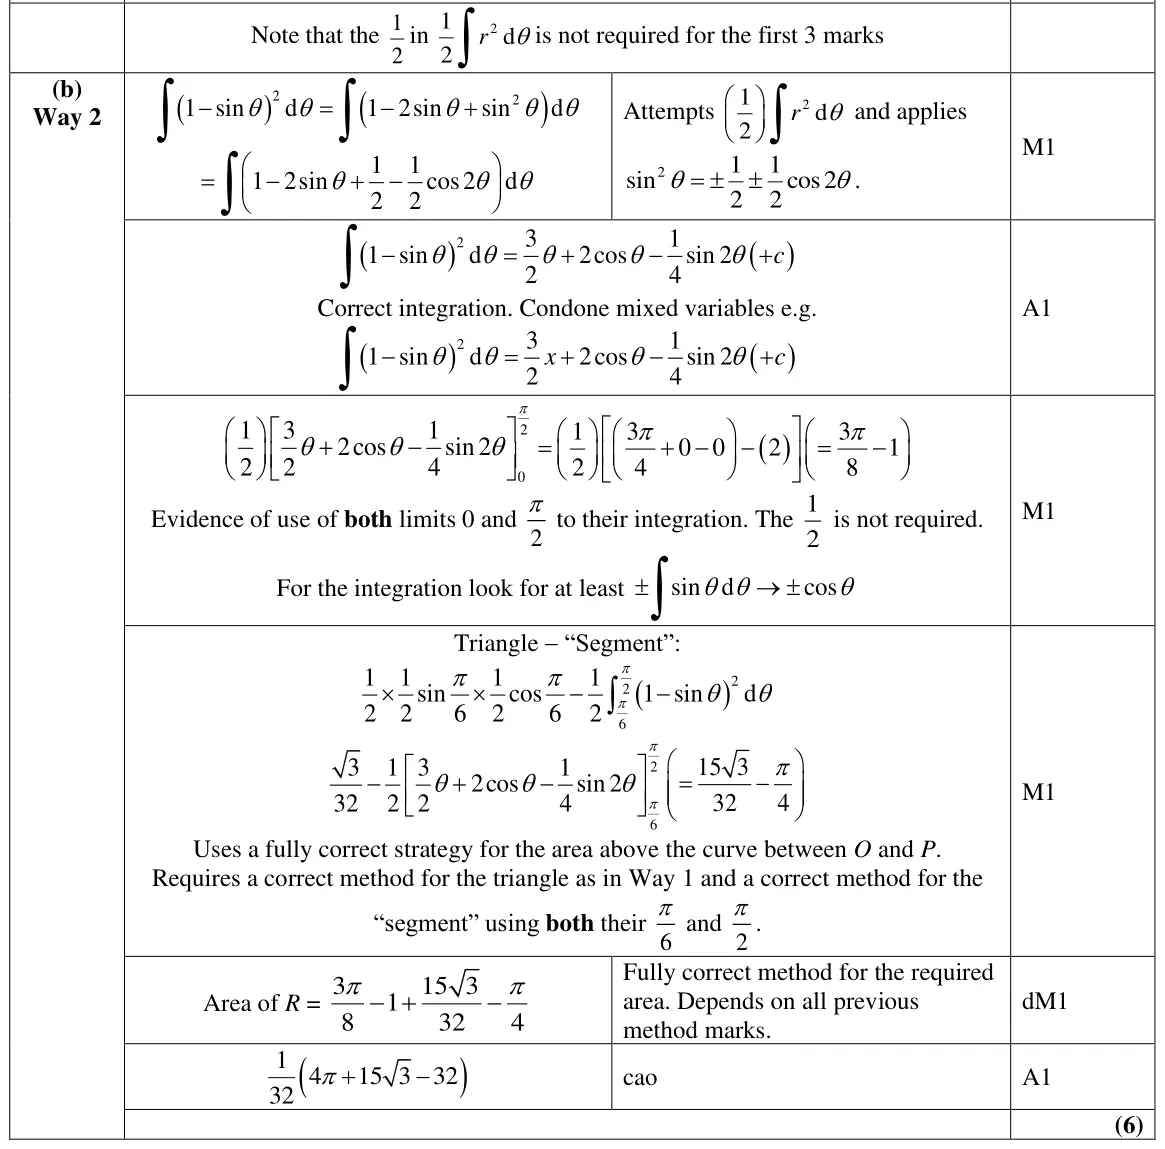 Note that the 1/2 in 1/2 ∫ r² dθ is not required for the first 3 marks
(b)
Way 2
∫(1−sin θ)² dθ = ∫(1−2sin θ + sin² θ)dθ
= ∫(1−2sin θ + 1/2 − 1/2 cos 2θ)dθ
Attempts (1/2)∫ r² dθ and applies
sin² θ = ± 1/2 ± 1/2 cos 2θ.
M1
∫(1−sin θ)² dθ = 3/2 θ + 2cos θ − 1/4 sin 2θ (+c)
Correct integration. Condone mixed variables e.g.
∫(1−sin θ)² dθ = 3/2 x + 2cos θ − 1/4 sin 2θ (+c)
A1
(1/2)[3/2 θ + 2cos θ − 1/4 sin 2θ]₀^(π/2) = (1/2)[(3π/4 + 0 − 0) − (2)] (= 3π/8 − 1)
Evidence of use of both limits 0 and π/2 to their integration. The 1/2 is not required.
For the integration look for at least ± ∫ sin θ dθ → ± cos θ
M1
Triangle – “Segment”:
1/2 × 1/2 sin π/6 × 1/2 cos π/6 − 1/2 ∫_(π/6)^(π/2) (1−sin θ)² dθ
√3/32 − 1/2 [3/2 θ + 2cos θ − 1/4 sin 2θ]_(π/6)^(π/2) (= 15√3/32 − π/4)
Uses a fully correct strategy for the area above the curve between O and P.
Requires a correct method for the triangle as in Way 1 and a correct method for the
“segment” using both their π/6 and π/2.
M1
Area of R = 3π/8 − 1 + 15√3/32 − π/4
Fully correct method for the required
area. Depends on all previous
method marks.
dM1
1/32 (4π + 15√3 − 32)
cao
A1
(6)